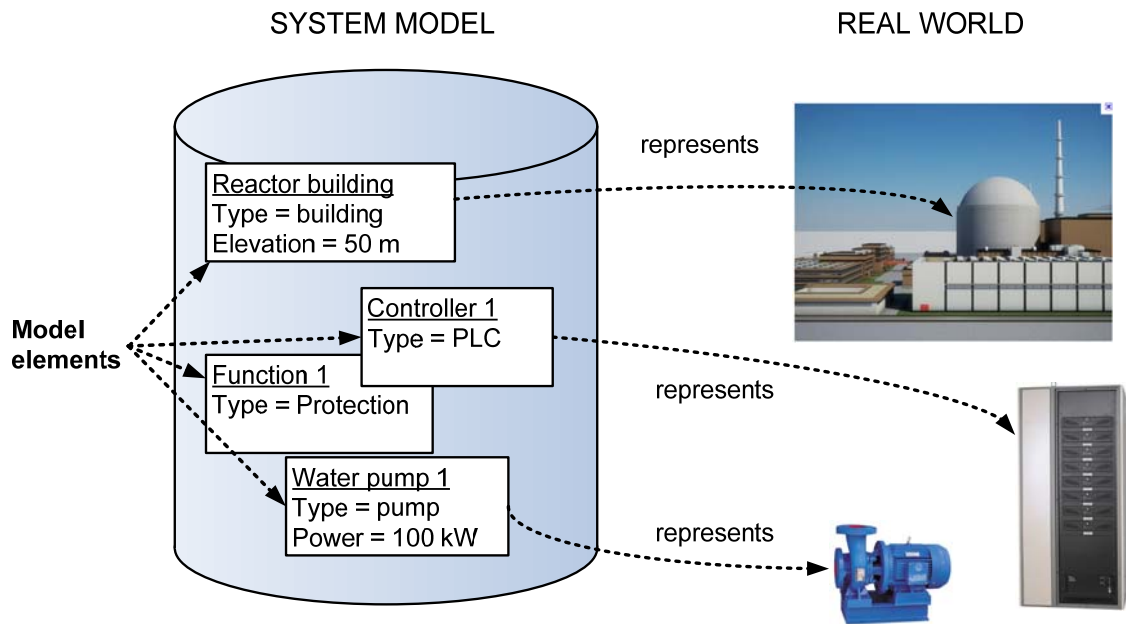 SYSTEM MODEL
REAL WORLD
represents
Reactor building
Type = building
Elevation = 50 m
Controller 1
Type = PLC
Model
elements
Function 1
Type = Protection
represents
Water pump 1
Type = pump
Power = 100 kW
represents